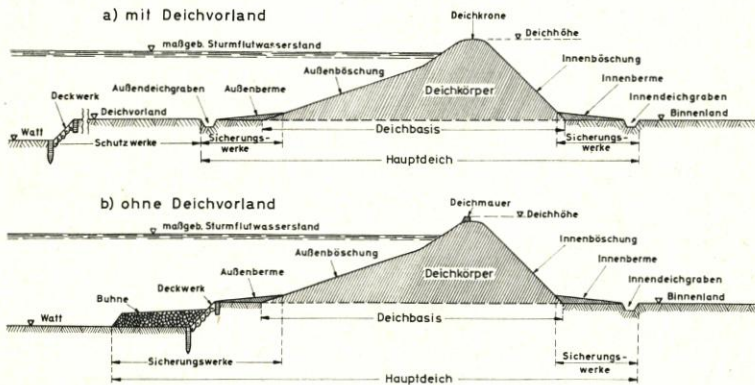 a) mit Deichvorland
Deichkrone
Deichhöhe
maßgeb. Sturmflutwasserstand
Außenböschung
Innenböschung
Außendeichgraben
Außenberme
Innenberme
Deckwerk
Deichkörper
Innendeichgraben
Deichvorland
Binnenland
Watt
Deichbasis
Schutzwerke
Sicherungs-
werke
Sicherungs-
werke
Hauptdeich
b) ohne Deichvorland
Deichmauer
Deichhöhe
maßgeb. Sturmflutwasserstand
Außenböschung
Innenböschung
Außenberme
Innenberme
Deckwerk
Deichkörper
Innendeichgraben
Buhne
Binnenland
Watt
Deichbasis
Sicherungswerke
Sicherungs-
werke
Hauptdeich